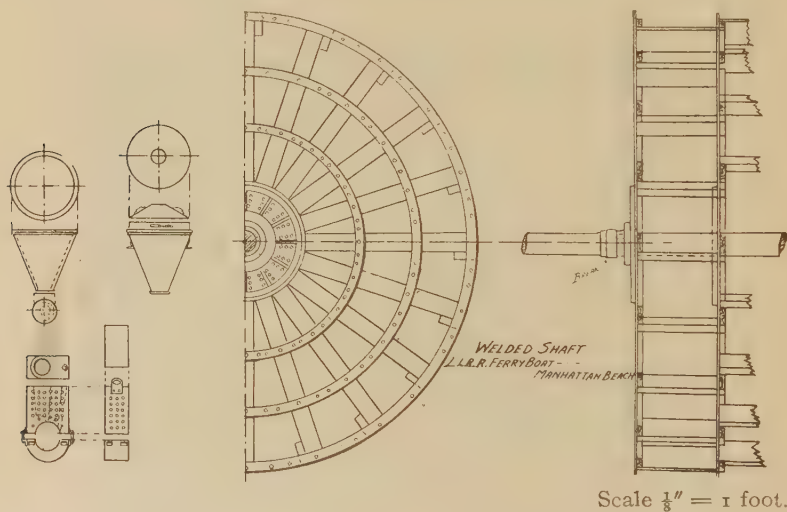 WELDED SHAFT
L.I.R.R. FERRY BOAT -
MANHATTAN BEACH
Scale ⅛" = 1 foot.